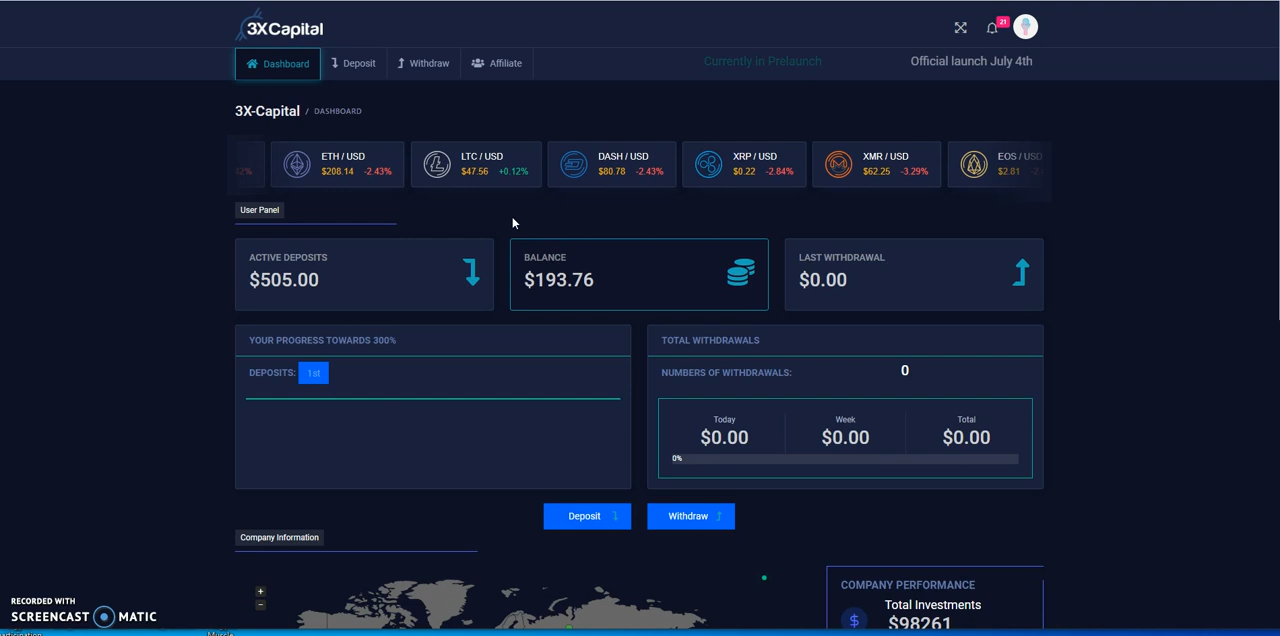 3XCapital
21
Dashboard
Deposit
Withdraw
Affiliate
Currently in Prelaunch
Official launch July 4th
3X-Capital / DASHBOARD
2%
ETH / USD
$208.14 -2.43%
LTC / USD
$47.56 +0.12%
DASH / USD
$80.78 -2.43%
XRP / USD
$0.22 -2.84%
XMR / USD
$62.25 -3.29%
EOS / USD
$2.81
User Panel
ACTIVE DEPOSITS
$505.00
BALANCE
$193.76
LAST WITHDRAWAL
$0.00
YOUR PROGRESS TOWARDS 300%
DEPOSITS: 1st
TOTAL WITHDRAWALS
NUMBERS OF WITHDRAWALS: 0
Today
$0.00
Week
$0.00
Total
$0.00
0%
Deposit
Withdraw
Company Information
+
−
COMPANY PERFORMANCE
Total Investments
$ $98261
RECORDED WITH
SCREENCAST MATIC